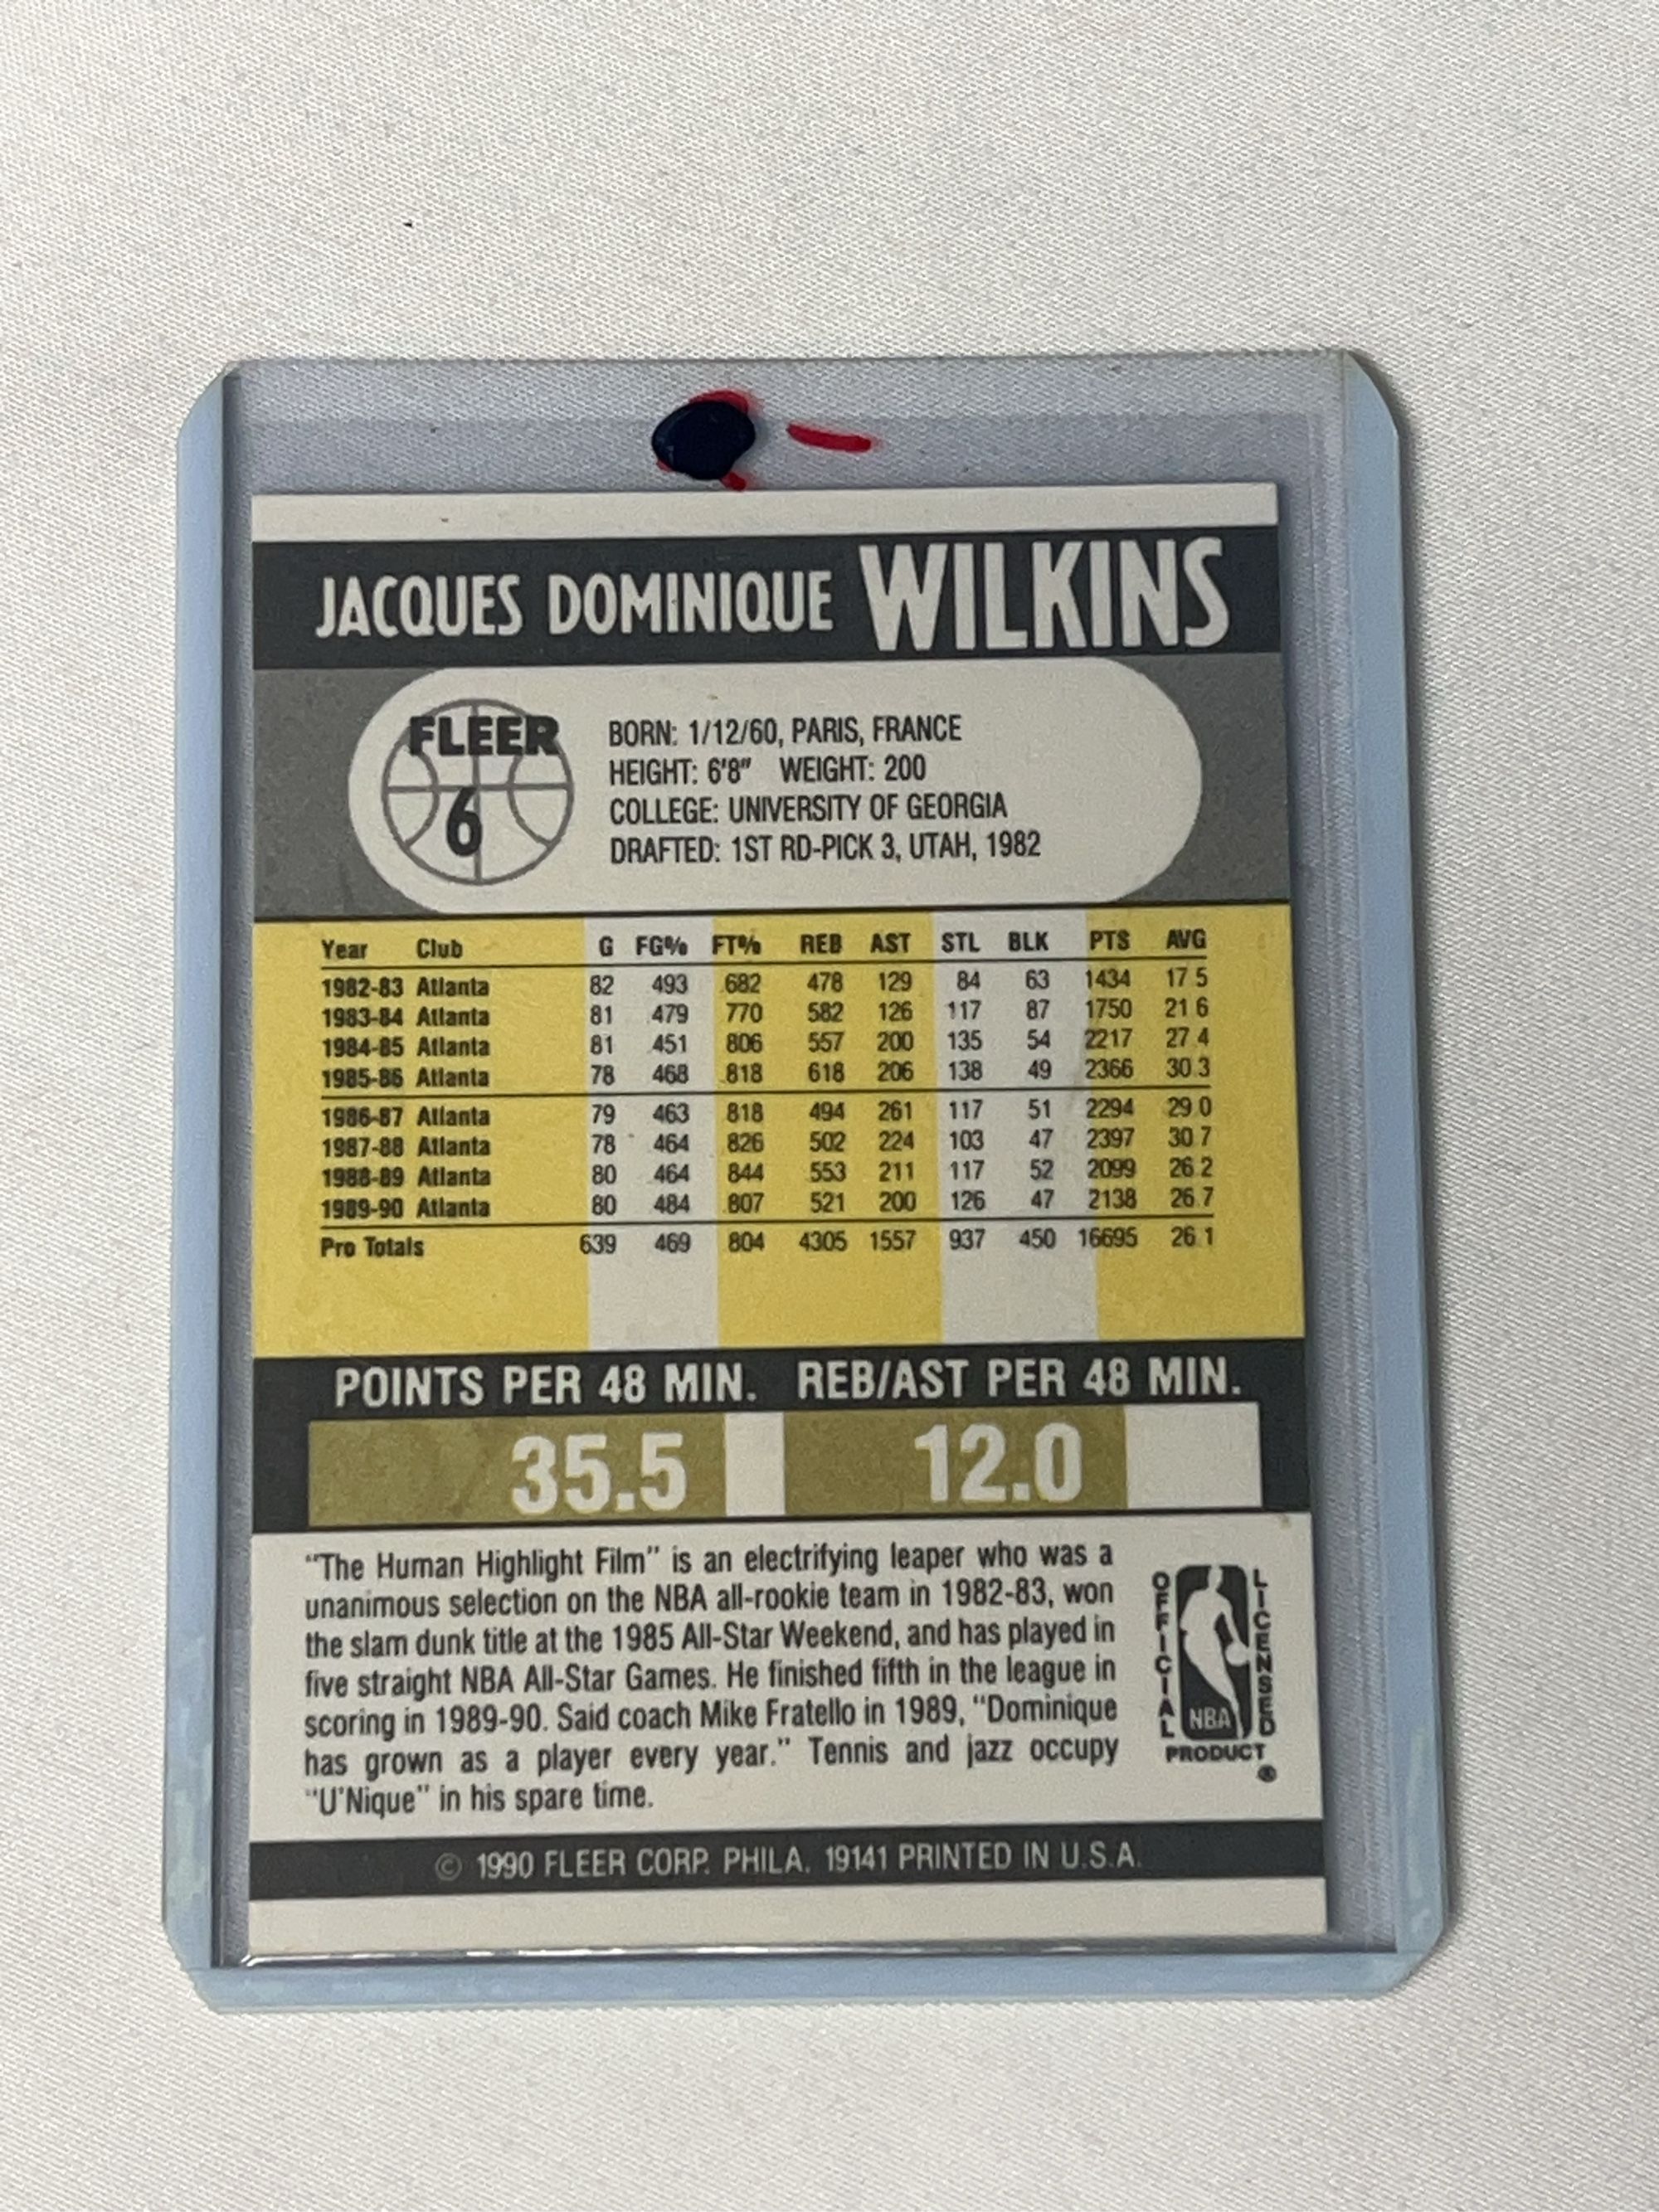 JACQUES DOMINIQUE WILKINS
FLEER
6
BORN: 1/12/60, PARIS, FRANCE
HEIGHT: 6'8" WEIGHT: 200
COLLEGE: UNIVERSITY OF GEORGIA
DRAFTED: 1ST RD-PICK 3, UTAH, 1982
Year Club G FG% FT% REB AST STL BLK PTS AVG
1982-83 Atlanta 82 .493 .682 478 129 84 63 1434 17.5
1983-84 Atlanta 81 .479 .770 582 126 117 87 1750 21.6
1984-85 Atlanta 81 .451 .806 557 200 135 54 2217 27.4
1985-86 Atlanta 78 .468 .818 618 206 138 49 2366 30.3
1986-87 Atlanta 79 .463 .818 494 261 117 51 2294 29.0
1987-88 Atlanta 78 .464 .826 502 224 103 47 2397 30.7
1988-89 Atlanta 80 .464 .844 553 211 117 52 2099 26.2
1989-90 Atlanta 80 .484 .807 521 200 126 47 2138 26.7
Pro Totals 639 .469 .804 4305 1557 937 450 16695 26.1
POINTS PER 48 MIN. REB/AST PER 48 MIN.
35.5 12.0
"The Human Highlight Film" is an electrifying leaper who was a
unanimous selection on the NBA all-rookie team in 1982-83, won
the slam dunk title at the 1985 All-Star Weekend, and has played in
five straight NBA All-Star Games. He finished fifth in the league in
scoring in 1989-90. Said coach Mike Fratello in 1989, "Dominique
has grown as a player every year." Tennis and jazz occupy
"U'Nique" in his spare time.
OFFICIAL LICENSED
NBA
PRODUCT
®
© 1990 FLEER CORP. PHILA. 19141 PRINTED IN U.S.A.